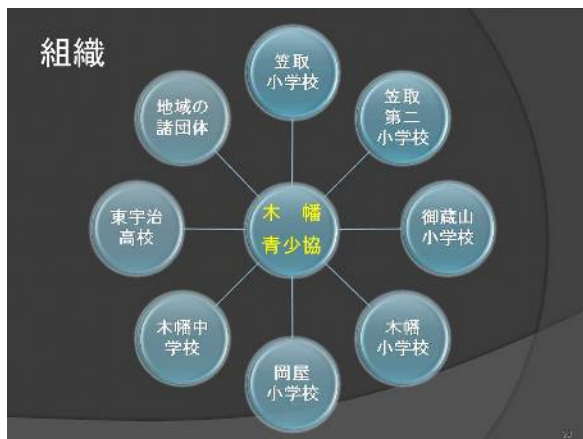 組織
笠取
小学校
笠取
第二
小学校
御蔵山
小学校
木幡
小学校
岡屋
小学校
木幡中
学校
東宇治
高校
地域の
諸団体
木　幡
青少協